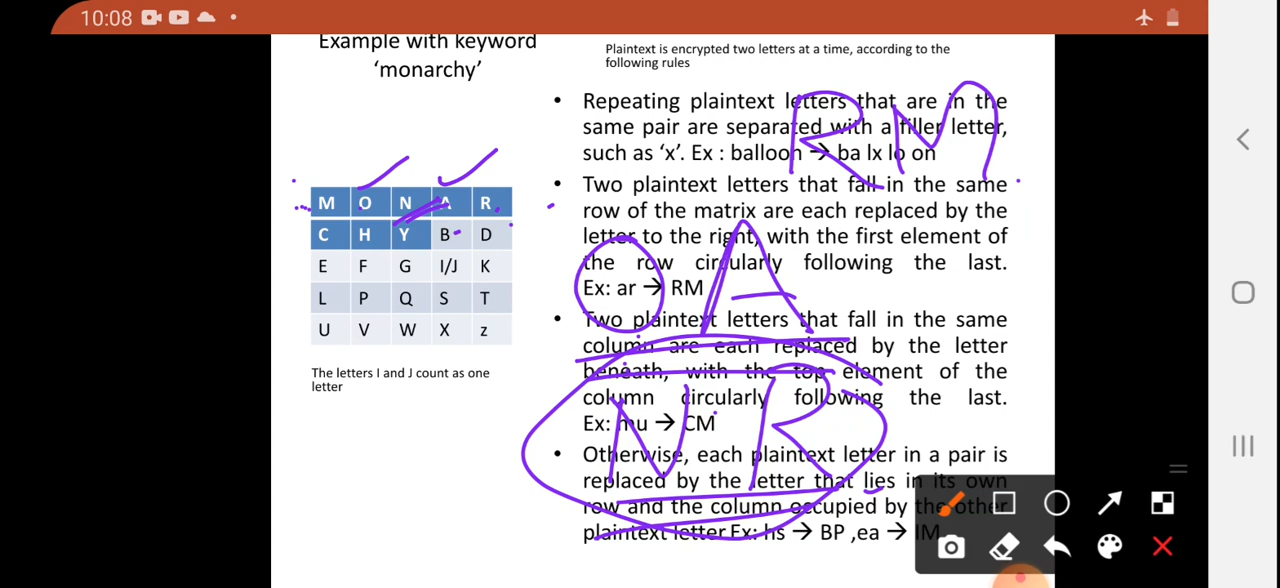 10:08
Example with keyword
'monarchy'
Plaintext is encrypted two letters at a time, according to the
following rules
• Repeating plaintext letters that are in the
same pair are separated with a filler letter,
such as 'x'. Ex : balloon → ba lx lo on
• Two plaintext letters that fall in the same
row of the matrix are each replaced by the
letter to the right, with the first element of
the row circularly following the last.
Ex: ar → RM
• Two plaintext letters that fall in the same
column are each replaced by the letter
beneath, with the top element of the
column circularly following the last.
Ex: mu → CM
• Otherwise, each plaintext letter in a pair is
replaced by the letter that lies in its own
row and the column occupied by the other
plaintext letter Ex: hs → BP ,ea → IM
M O N A R
C H Y B D
E F G I/J K
L P Q S T
U V W X z
The letters I and J count as one
letter
RM
A
NR